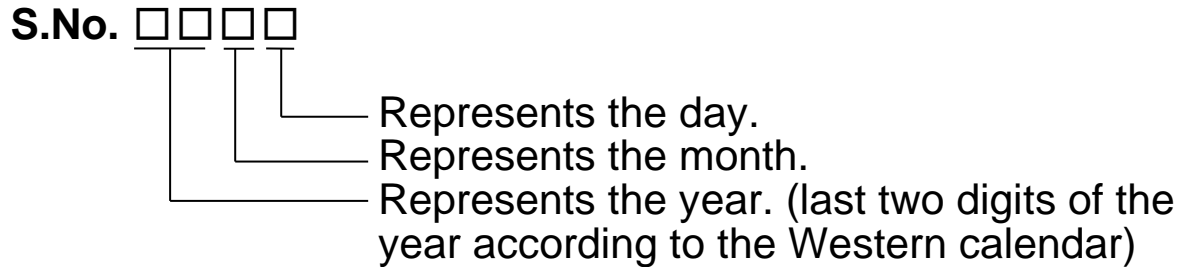 S.No. □□□□
Represents the day.
Represents the month.
Represents the year. (last two digits of the
year according to the Western calendar)